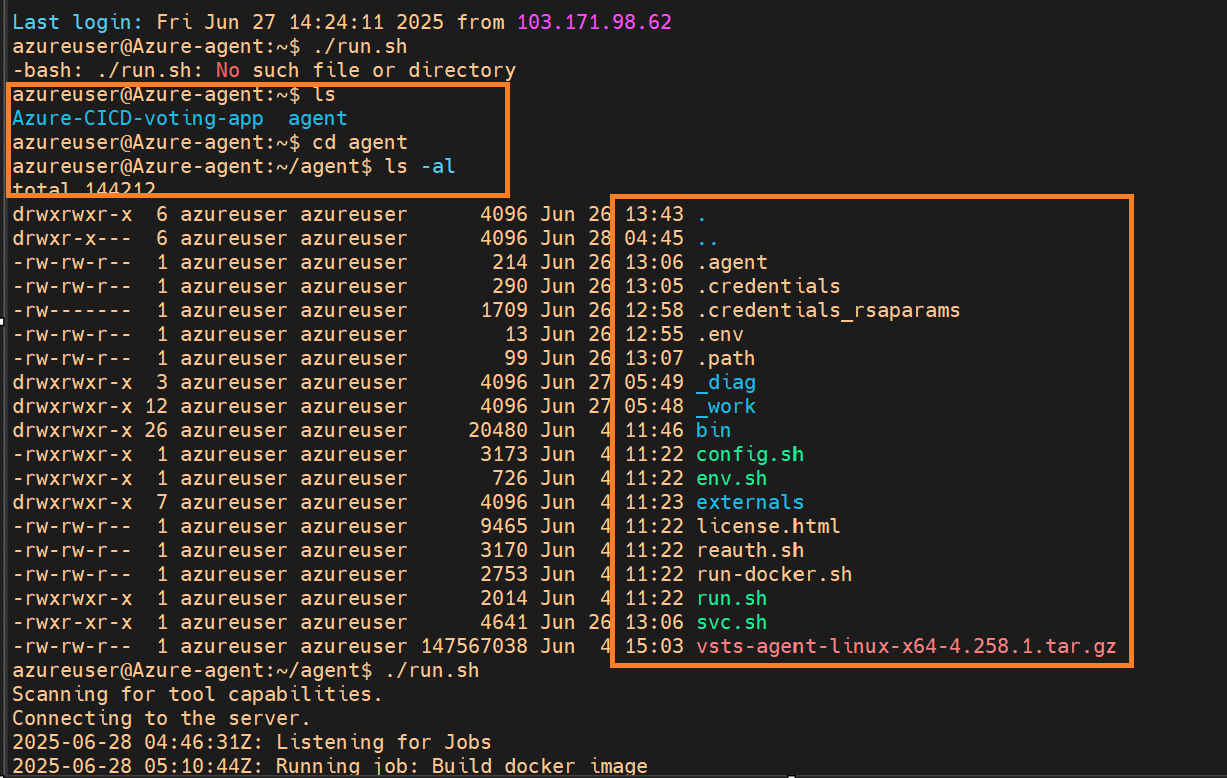 Last login: Fri Jun 27 14:24:11 2025 from 103.171.98.62
azureuser@Azure-agent:~$ ./run.sh
-bash: ./run.sh: No such file or directory
azureuser@Azure-agent:~$ ls
Azure-CICD-voting-app  agent
azureuser@Azure-agent:~$ cd agent
azureuser@Azure-agent:~/agent$ ls -al
total 144212
drwxrwxr-x  6 azureuser azureuser      4096 Jun 26 13:43 .
drwxr-x---  6 azureuser azureuser      4096 Jun 28 04:45 ..
-rw-rw-r--  1 azureuser azureuser       214 Jun 26 13:06 .agent
-rw-rw-r--  1 azureuser azureuser       290 Jun 26 13:05 .credentials
-rw-------  1 azureuser azureuser      1709 Jun 26 12:58 .credentials_rsaparams
-rw-rw-r--  1 azureuser azureuser        13 Jun 26 12:55 .env
-rw-rw-r--  1 azureuser azureuser        99 Jun 26 13:07 .path
drwxrwxr-x  3 azureuser azureuser      4096 Jun 27 05:49 _diag
drwxrwxr-x 12 azureuser azureuser      4096 Jun 27 05:48 _work
drwxrwxr-x 26 azureuser azureuser     20480 Jun  4 11:46 bin
-rwxrwxr-x  1 azureuser azureuser      3173 Jun  4 11:22 config.sh
-rwxrwxr-x  1 azureuser azureuser       726 Jun  4 11:22 env.sh
drwxrwxr-x  7 azureuser azureuser      4096 Jun  4 11:23 externals
-rw-rw-r--  1 azureuser azureuser      9465 Jun  4 11:22 license.html
-rw-rw-r--  1 azureuser azureuser      3170 Jun  4 11:22 reauth.sh
-rw-rw-r--  1 azureuser azureuser      2753 Jun  4 11:22 run-docker.sh
-rwxrwxr-x  1 azureuser azureuser      2014 Jun  4 11:22 run.sh
-rwxr-xr-x  1 azureuser azureuser      4641 Jun 26 13:06 svc.sh
-rw-rw-r--  1 azureuser azureuser 147567038 Jun  4 15:03 vsts-agent-linux-x64-4.258.1.tar.gz
azureuser@Azure-agent:~/agent$ ./run.sh
Scanning for tool capabilities.
Connecting to the server.
2025-06-28 04:46:31Z: Listening for Jobs
2025-06-28 05:10:44Z: Running job: Build docker image